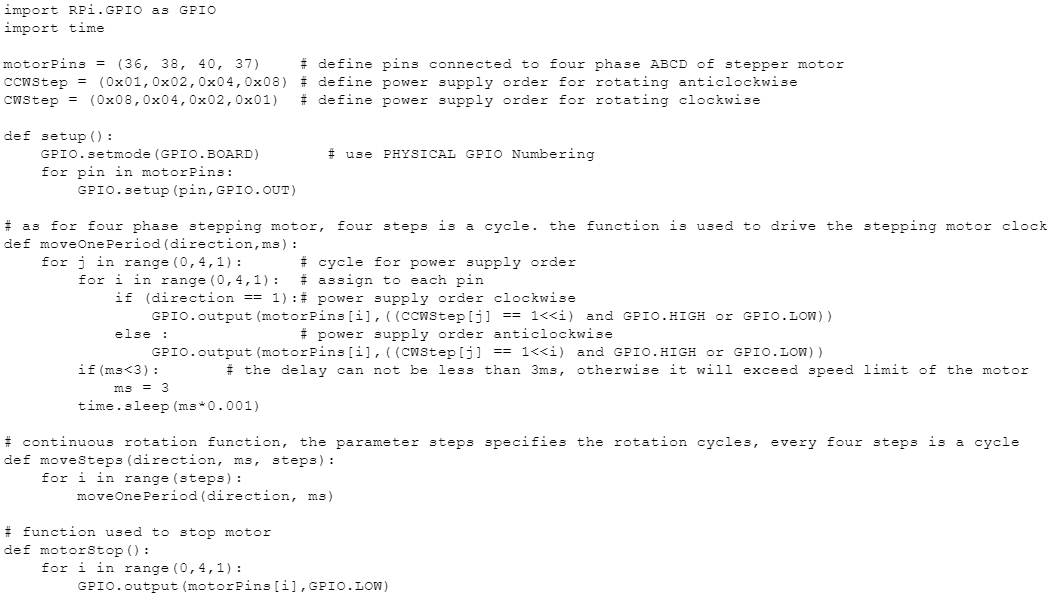 import RPi.GPIO as GPIO
import time
motorPins = (36, 38, 40, 37)    # define pins connected to four phase ABCD of stepper motor
CCWStep = (0x01,0x02,0x04,0x08) # define power supply order for rotating anticlockwise
CWStep = (0x08,0x04,0x02,0x01)  # define power supply order for rotating clockwise
def setup():
    GPIO.setmode(GPIO.BOARD)       # use PHYSICAL GPIO Numbering
    for pin in motorPins:
        GPIO.setup(pin,GPIO.OUT)
# as for four phase stepping motor, four steps is a cycle. the function is used to drive the stepping motor clock
def moveOnePeriod(direction,ms):
    for j in range(0,4,1):      # cycle for power supply order
        for i in range(0,4,1):  # assign to each pin
            if (direction == 1):# power supply order clockwise
                GPIO.output(motorPins[i],((CCWStep[j] == 1<<i) and GPIO.HIGH or GPIO.LOW))
            else :              # power supply order anticlockwise
                GPIO.output(motorPins[i],((CWStep[j] == 1<<i) and GPIO.HIGH or GPIO.LOW))
        if(ms<3):       # the delay can not be less than 3ms, otherwise it will exceed speed limit of the motor
            ms = 3
        time.sleep(ms*0.001)
# continuous rotation function, the parameter steps specifies the rotation cycles, every four steps is a cycle
def moveSteps(direction, ms, steps):
    for i in range(steps):
        moveOnePeriod(direction, ms)
# function used to stop motor
def motorStop():
    for i in range(0,4,1):
        GPIO.output(motorPins[i],GPIO.LOW)